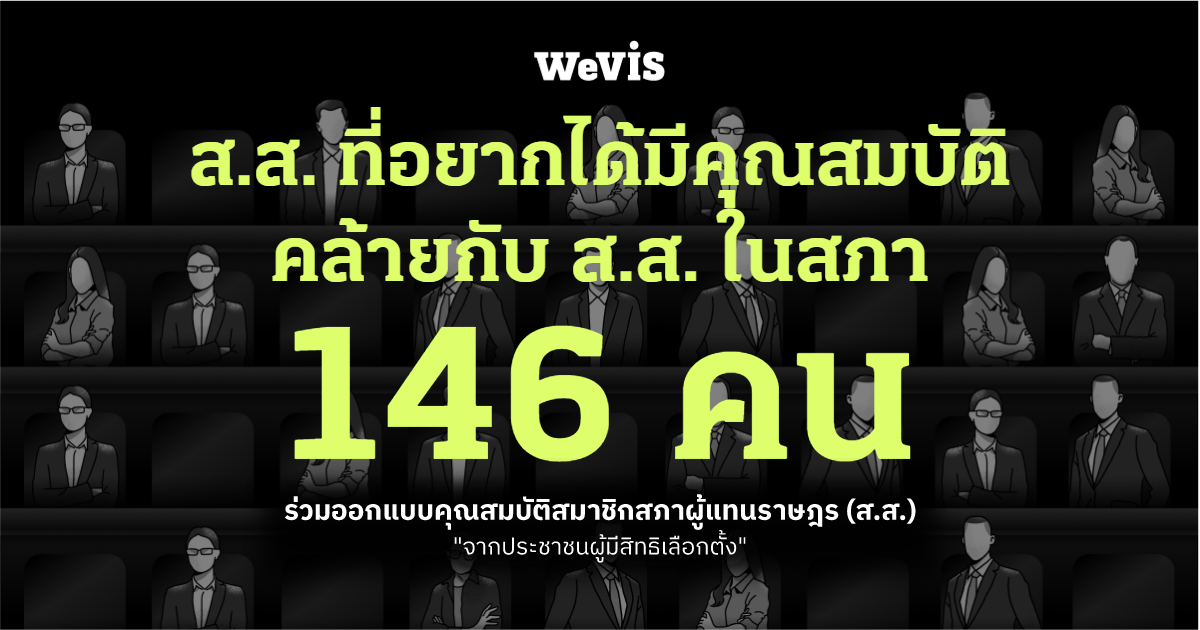 WeVIS
ส.ส. ที่อยากได้มีคุณสมบัติ
คล้ายกับ ส.ส. ในสภา
146 คน
ร่วมออกแบบคุณสมบัติสมาชิกสภาผู้แทนราษฎร (ส.ส.)
"จากประชาชนผู้มีสิทธิเลือกตั้ง"